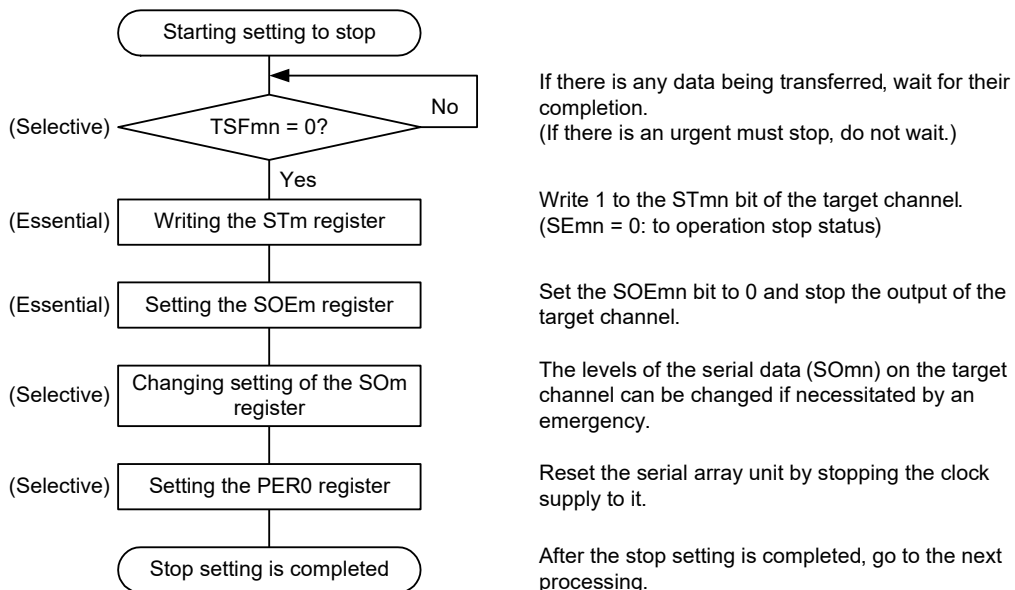 Starting setting to stop
If there is any data being transferred, wait for their
completion.
(If there is an urgent must stop, do not wait.)
(Selective)
TSFmn = 0?
No
Yes
(Essential)
Writing the STm register
Write 1 to the STmn bit of the target channel.
(SEmn = 0: to operation stop status)
(Essential)
Setting the SOEm register
Set the SOEmn bit to 0 and stop the output of the
target channel.
(Selective)
Changing setting of the SOm
register
The levels of the serial data (SOmn) on the target
channel can be changed if necessitated by an
emergency.
(Selective)
Setting the PER0 register
Reset the serial array unit by stopping the clock
supply to it.
Stop setting is completed
After the stop setting is completed, go to the next
processing.